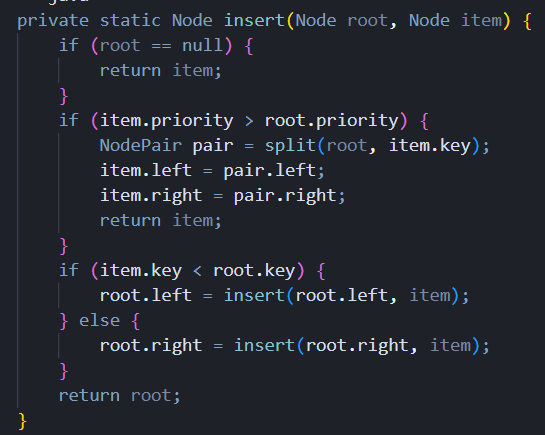 private static Node insert(Node root, Node item) {
    if (root == null) {
        return item;
    }
    if (item.priority > root.priority) {
        NodePair pair = split(root, item.key);
        item.left = pair.left;
        item.right = pair.right;
        return item;
    }
    if (item.key < root.key) {
        root.left = insert(root.left, item);
    } else {
        root.right = insert(root.right, item);
    }
    return root;
}